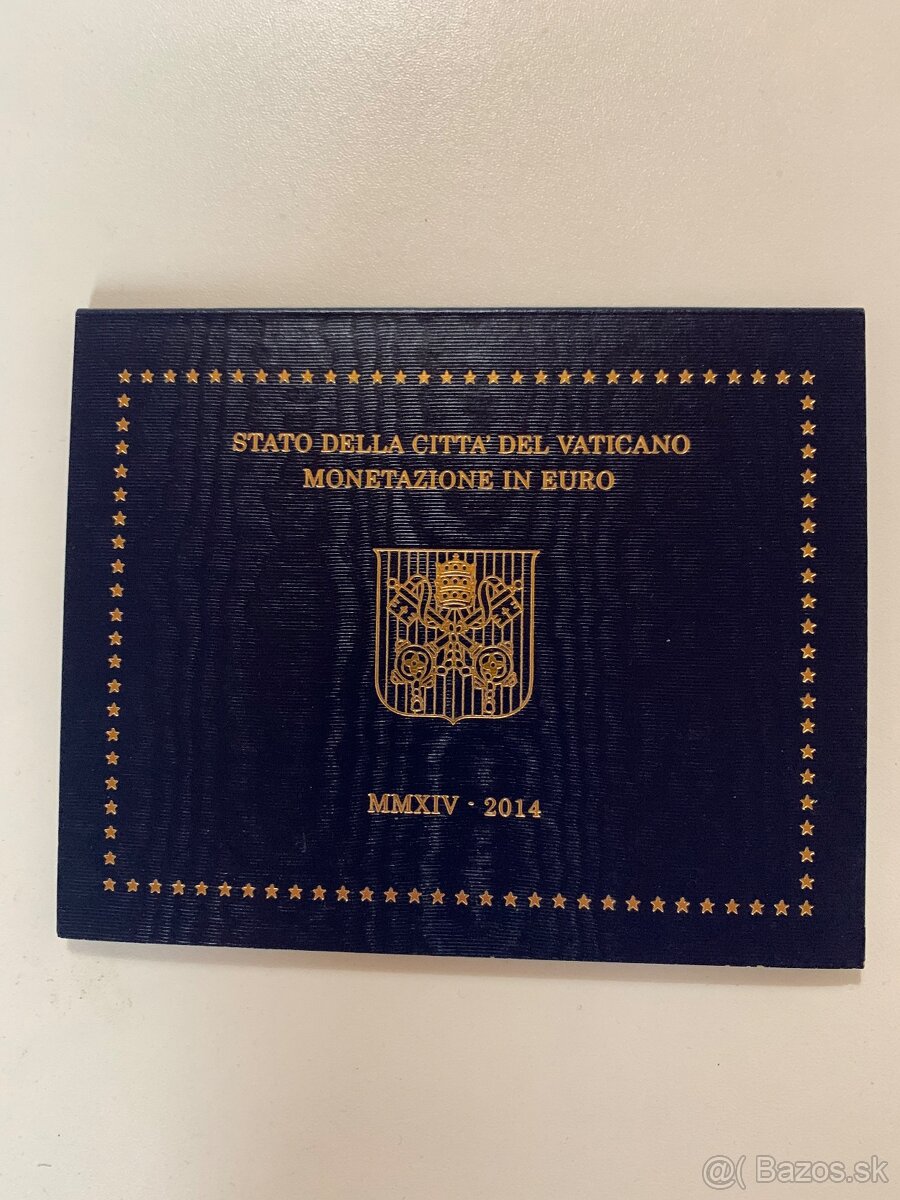 STATO DELLA CITTA' DEL VATICANO
MONETAZIONE IN EURO
MMXIV - 2014
@( Bazos.sk